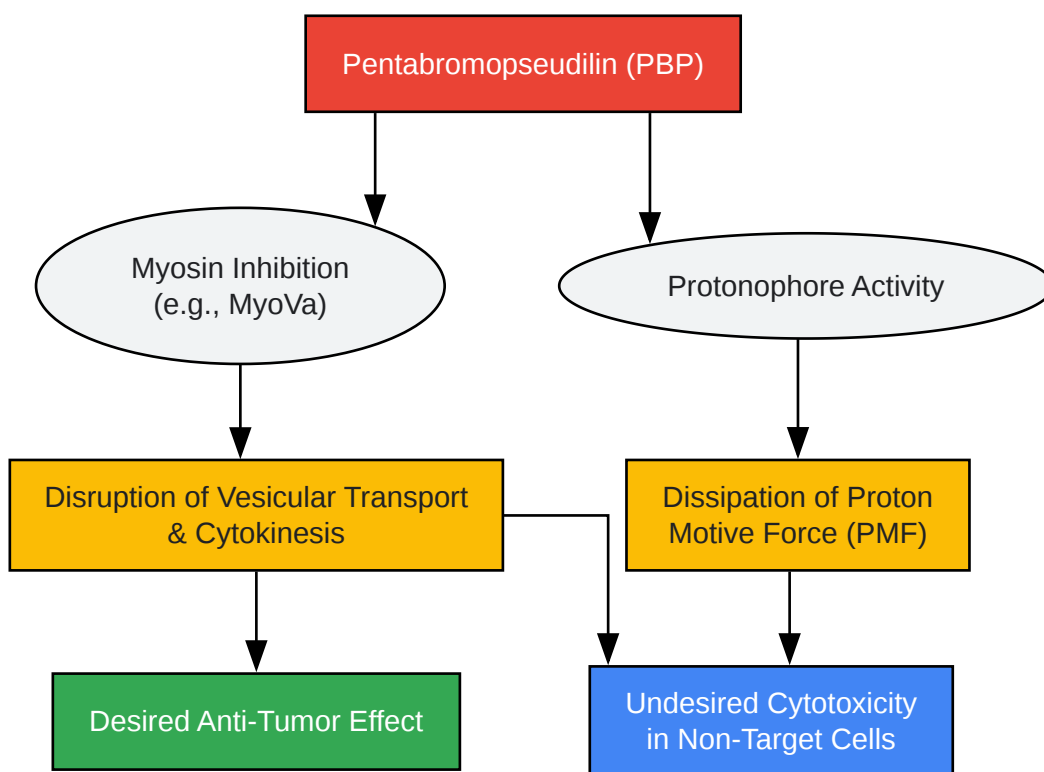 Pentabromopseudilin (PBP)
Myosin Inhibition
(e.g., MyoVa)
Protonophore Activity
Disruption of Vesicular Transport
& Cytokinesis
Dissipation of Proton
Motive Force (PMF)
Desired Anti-Tumor Effect
Undesired Cytotoxicity
in Non-Target Cells